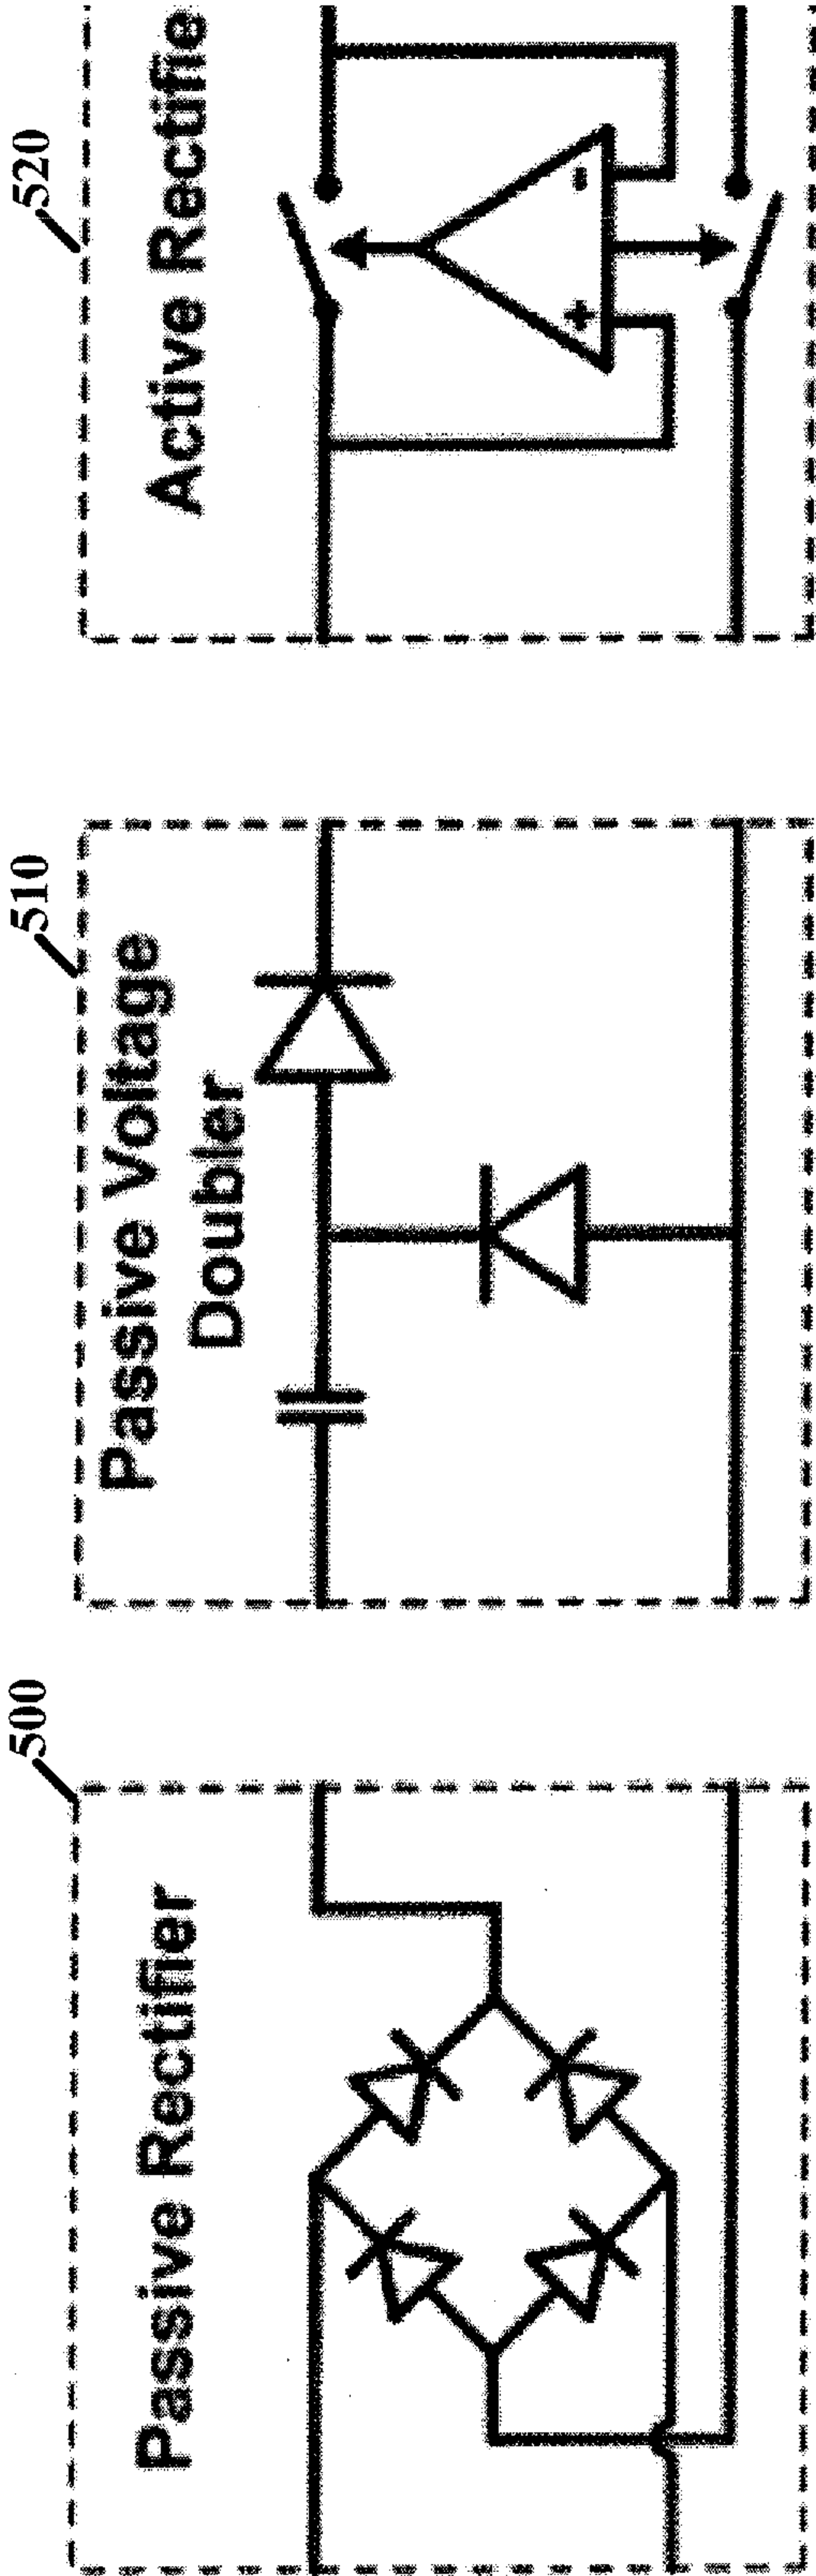 500
Passive Rectifier
510
Passive Voltage
Doubler
520
Active Rectifie
+
-